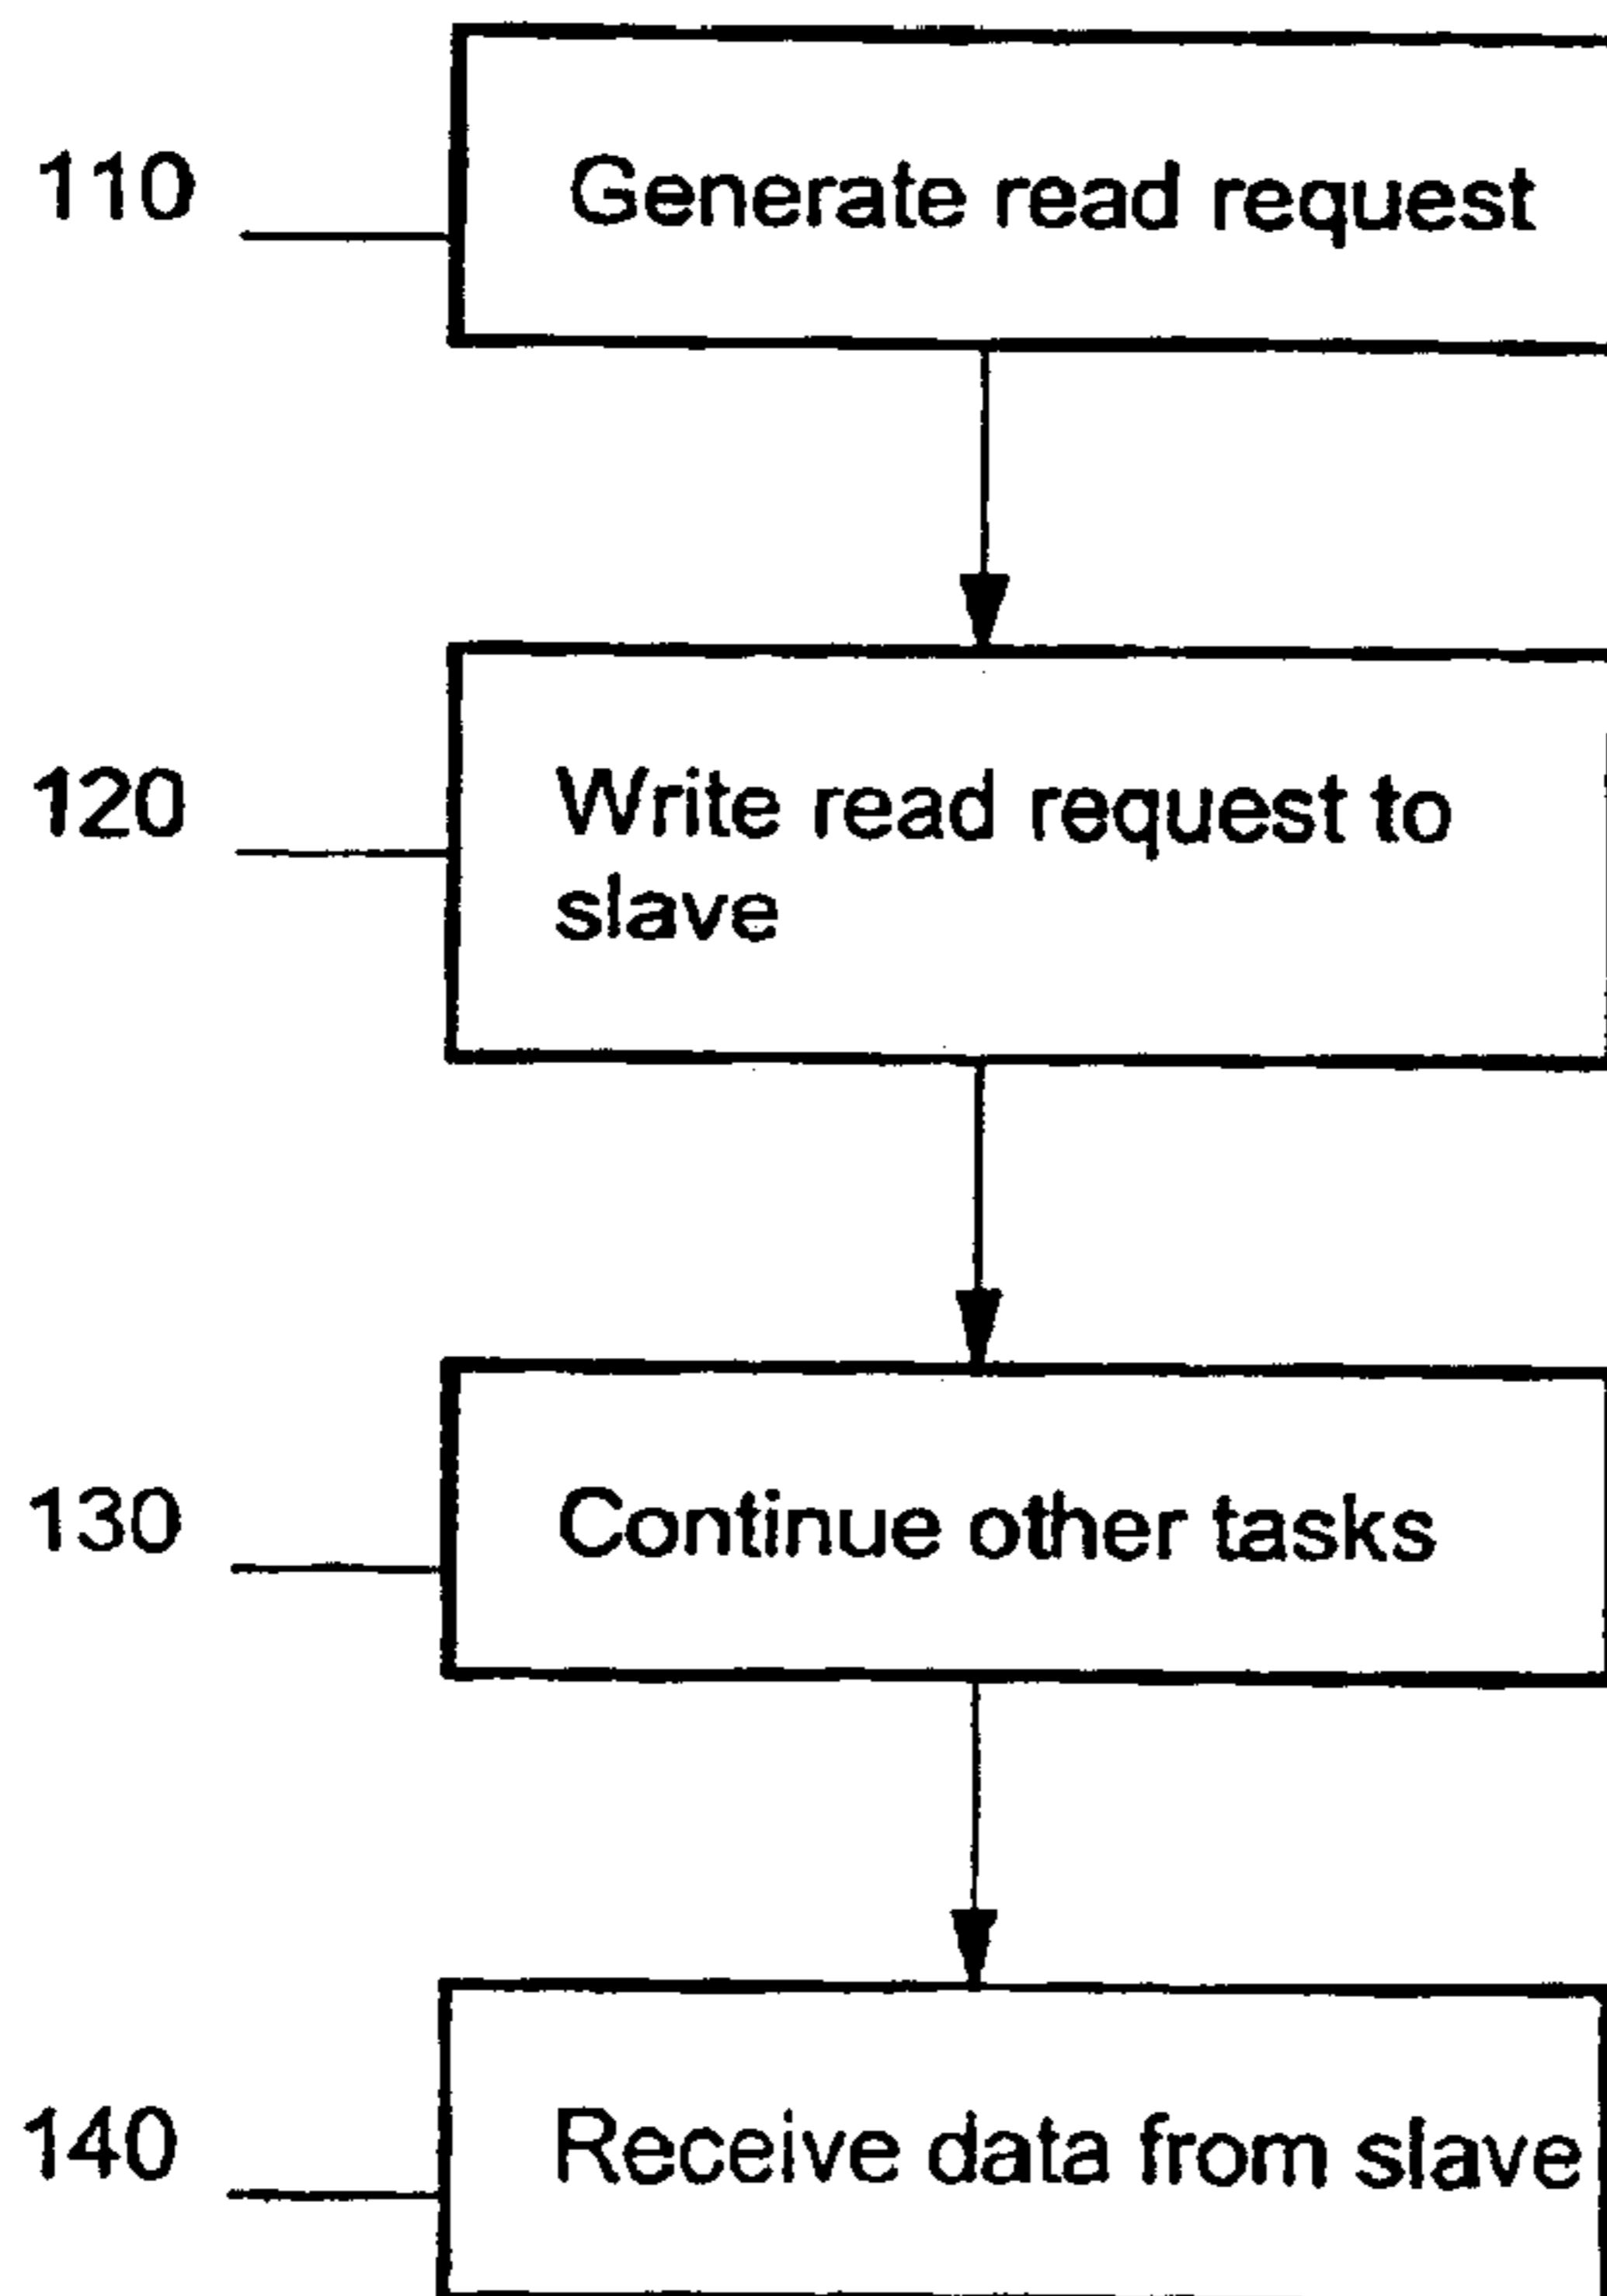 110
Generate read request
120
Write read request to
slave
130
Continue other tasks
140
Receive data from slave